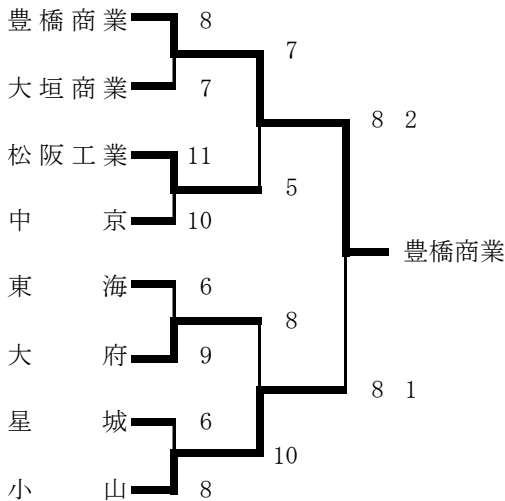 豊橋商業 8
7
大垣商業 7
8 2
松阪工業 11
5
中京 10
豊橋商業
東海 6
8
大府 9
8 1
星城 6
10
小山 8